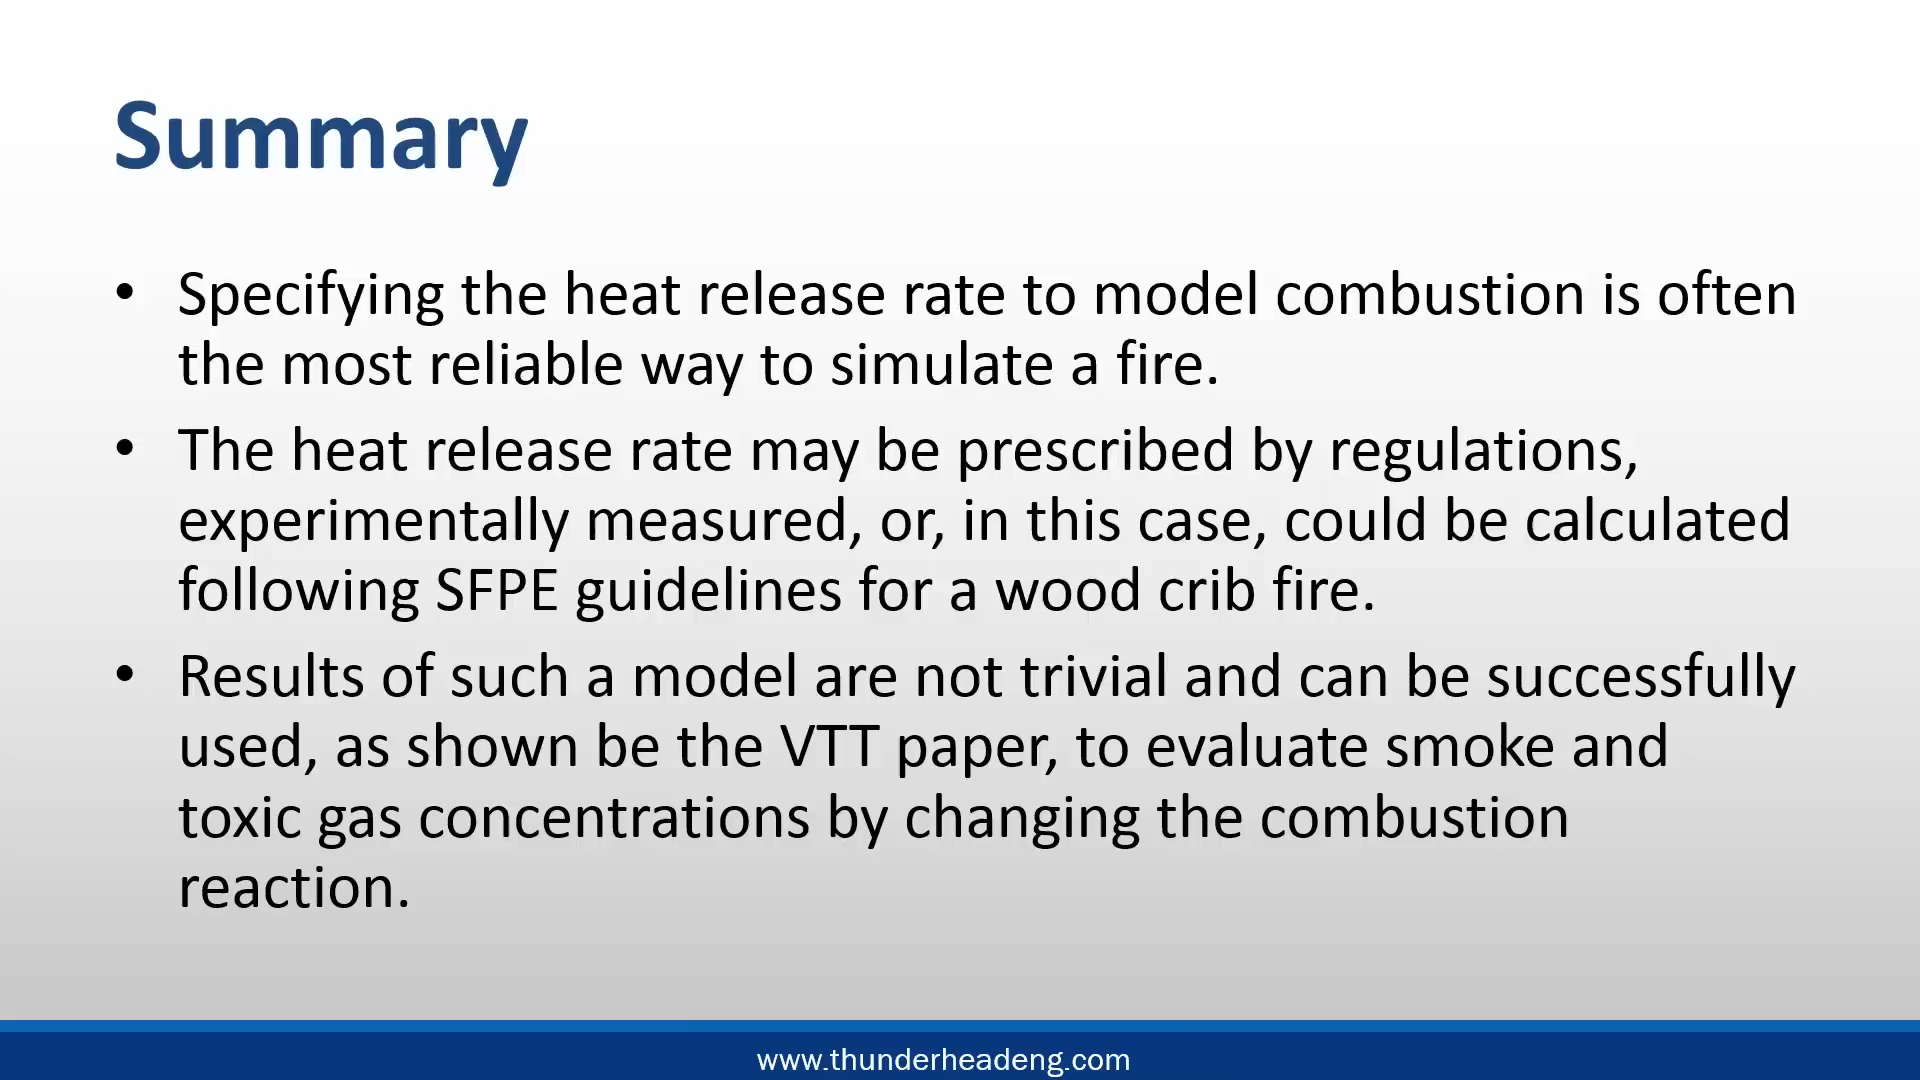 Summary
• Specifying the heat release rate to model combustion is often
the most reliable way to simulate a fire.
• The heat release rate may be prescribed by regulations,
experimentally measured, or, in this case, could be calculated
following SFPE guidelines for a wood crib fire.
• Results of such a model are not trivial and can be successfully
used, as shown be the VTT paper, to evaluate smoke and
toxic gas concentrations by changing the combustion
reaction.
www.thunderheadeng.com